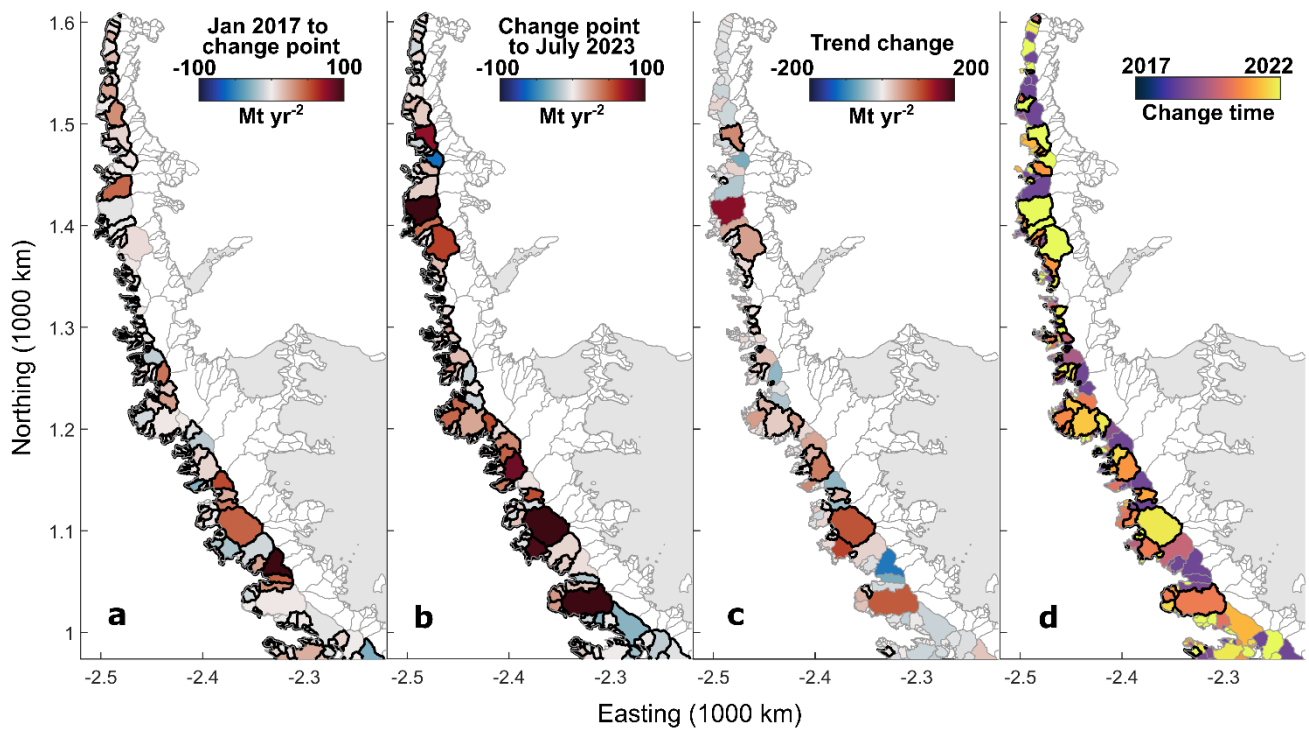 Jan 2017 to
change point
-100 100
Mt yr-2
Change point
to July 2023
-100 100
Mt yr-2
Trend change
-200 200
Mt yr-2
2017 2022
Change time
1.6
1.5
1.4
1.3
1.2
1.1
1
Northing (1000 km)
a
b
c
d
-2.5 -2.4 -2.3
-2.5 -2.4 -2.3
-2.5 -2.4 -2.3
-2.5 -2.4 -2.3
Easting (1000 km)